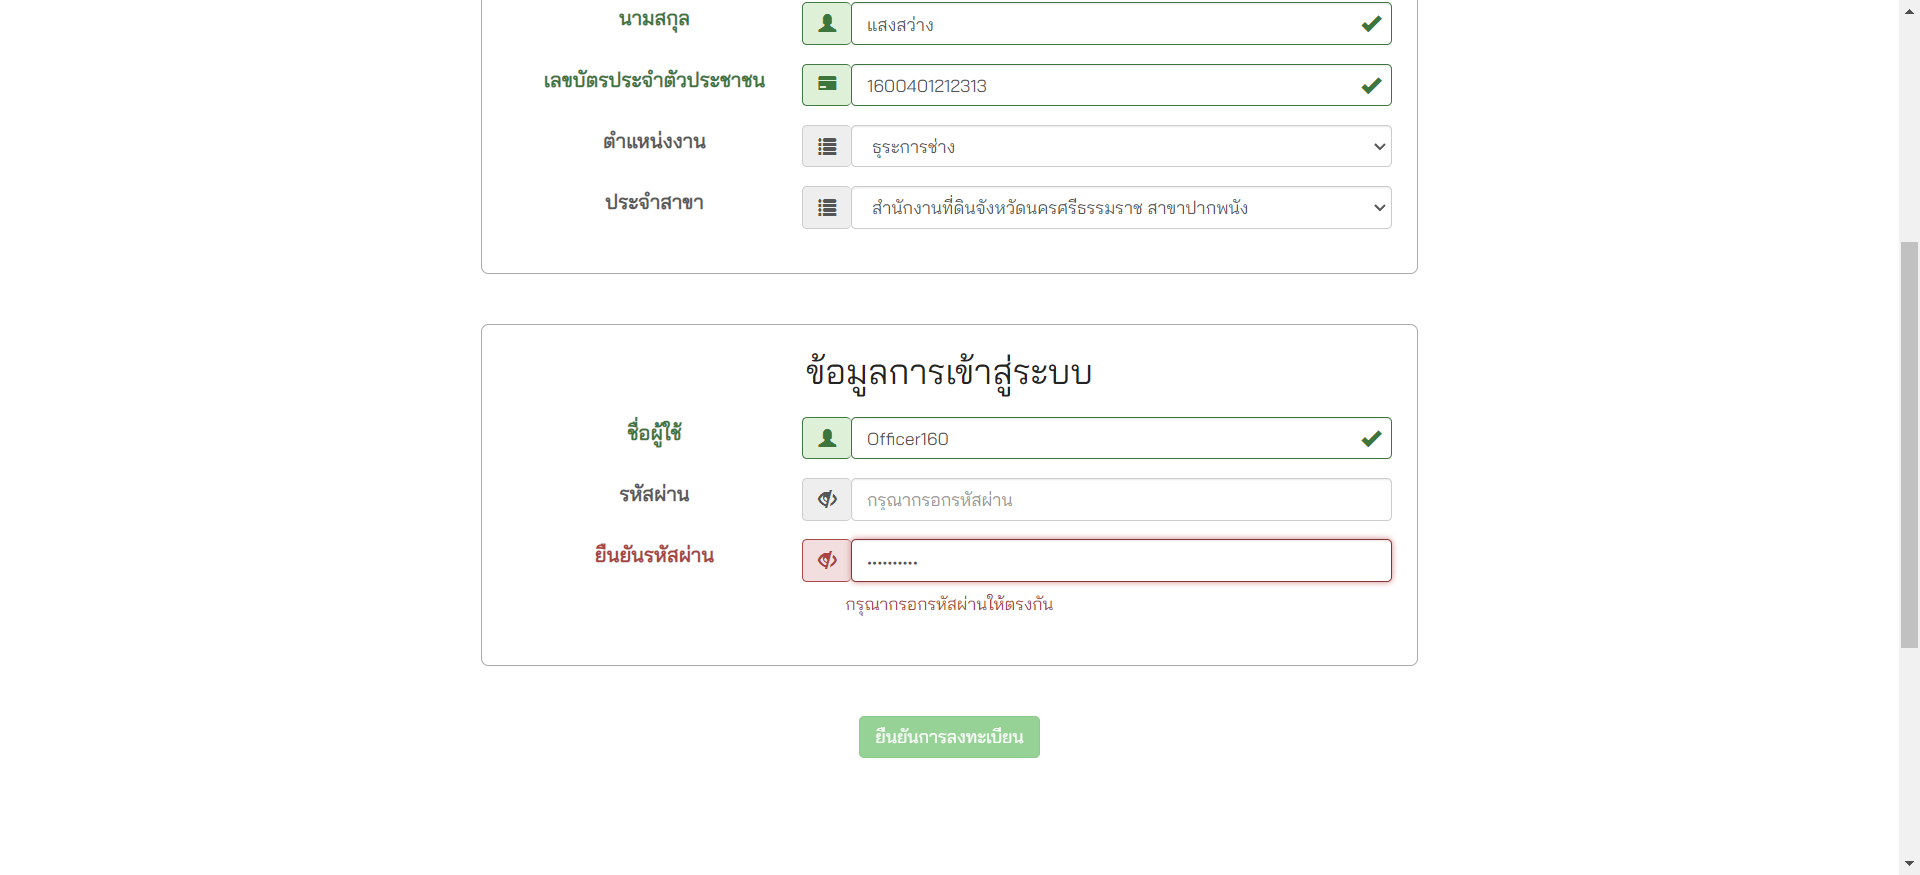 นามสกุล
แสงสว่าง
เลขบัตรประจำตัวประชาชน
1600401212313
ตำแหน่งงาน
ธุระการช่าง
ประจำสาขา
สำนักงานที่ดินจังหวัดนครศรีธรรมราช สาขาปากพนัง
ข้อมูลการเข้าสู่ระบบ
ชื่อผู้ใช้
Officer160
รหัสผ่าน
กรุณากรอกรหัสผ่าน
ยืนยันรหัสผ่าน
••••••••••
กรุณากรอกรหัสผ่านให้ตรงกัน
ยืนยันการลงทะเบียน